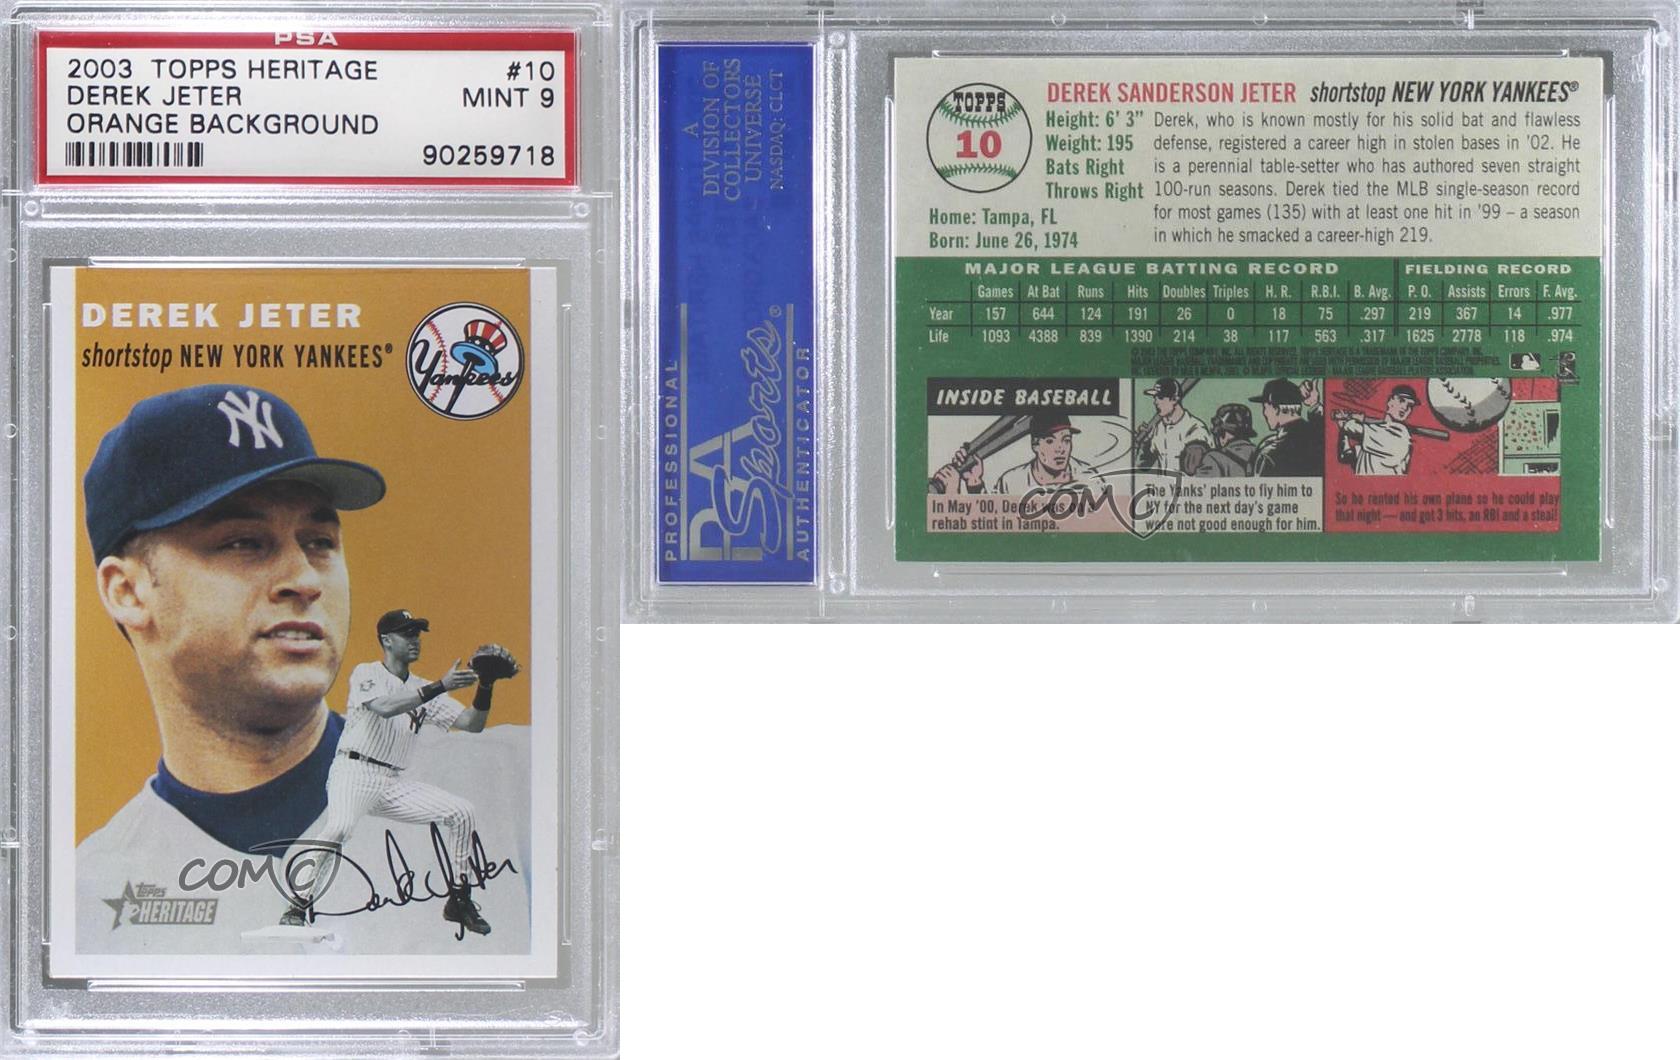 PSA
2003 TOPPS HERITAGE #10
DEREK JETER MINT 9
ORANGE BACKGROUND
90259718
DEREK JETER
shortstop NEW YORK YANKEES®
Yankees
NY
Derek Jeter
COMC
Topps
HERITAGE
A
DIVISION OF
COLLECTORS
UNIVERSE
NASDAQ: CLCT
PROFESSIONAL
PSA
Sports®
AUTHENTICATOR
TOPPS
10
DEREK SANDERSON JETER shortstop NEW YORK YANKEES®
Height: 6' 3"
Weight: 195
Bats Right
Throws Right
Home: Tampa, FL
Born: June 26, 1974
Derek, who is known mostly for his solid bat and flawless
defense, registered a career high in stolen bases in '02. He
is a perennial table-setter who has authored seven straight
100-run seasons. Derek tied the MLB single-season record
for most games (135) with at least one hit in '99 – a season
in which he smacked a career-high 219.
MAJOR LEAGUE BATTING RECORD FIELDING RECORD
Games At Bat Runs Hits Doubles Triples H. R. R.B.I. B. Avg. P. O. Assists Errors F. Avg.
Year 157 644 124 191 26 0 18 75 .297 219 367 14 .977
Life 1093 4388 839 1390 214 38 117 563 .317 1625 2778 118 .974
INSIDE BASEBALL
In May '00, Derek was on a
rehab stint in Tampa.
The Yanks' plans to fly him to
NY for the next day's game
were not good enough for him.
So he rented his own plane so he could play
that night — and got 3 hits, an RBI and a steal!
COMC